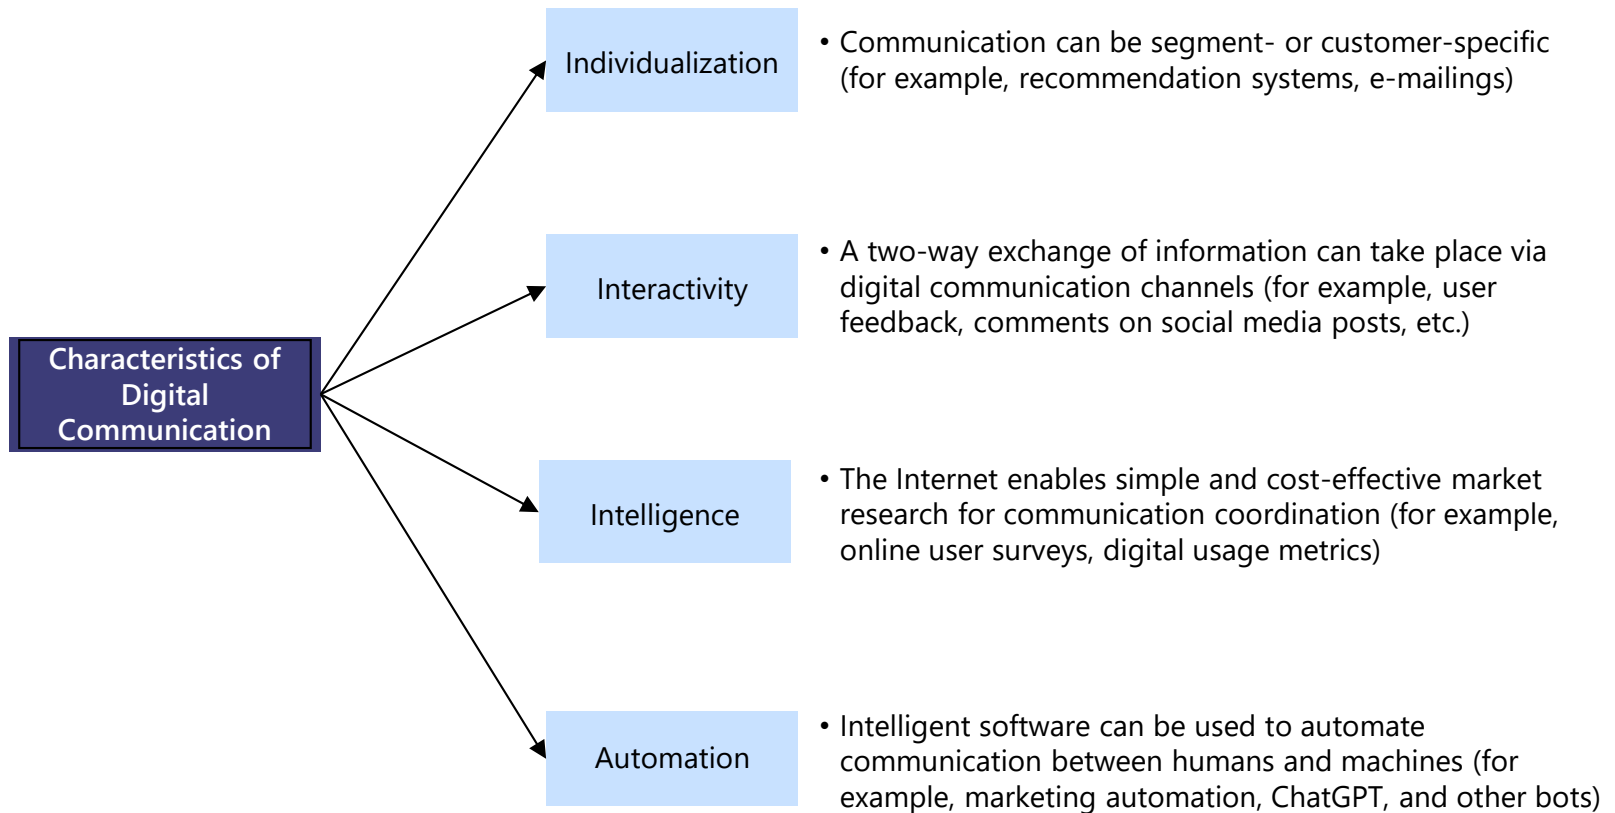 Individualization
• Communication can be segment- or customer-specific
(for example, recommendation systems, e-mailings)
Interactivity
• A two-way exchange of information can take place via
digital communication channels (for example, user
feedback, comments on social media posts, etc.)
Characteristics of
Digital
Communication
Intelligence
• The Internet enables simple and cost-effective market
research for communication coordination (for example,
online user surveys, digital usage metrics)
Automation
• Intelligent software can be used to automate
communication between humans and machines (for
example, marketing automation, ChatGPT, and other bots)